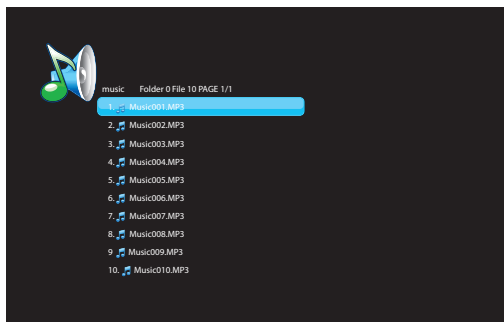 music Folder 0 File 10 PAGE 1/1
1. Music001.MP3
2. Music002.MP3
3. Music003.MP3
4. Music004.MP3
5. Music005.MP3
6. Music006.MP3
7. Music007.MP3
8. Music008.MP3
9 Music009.MP3
10. Music010.MP3